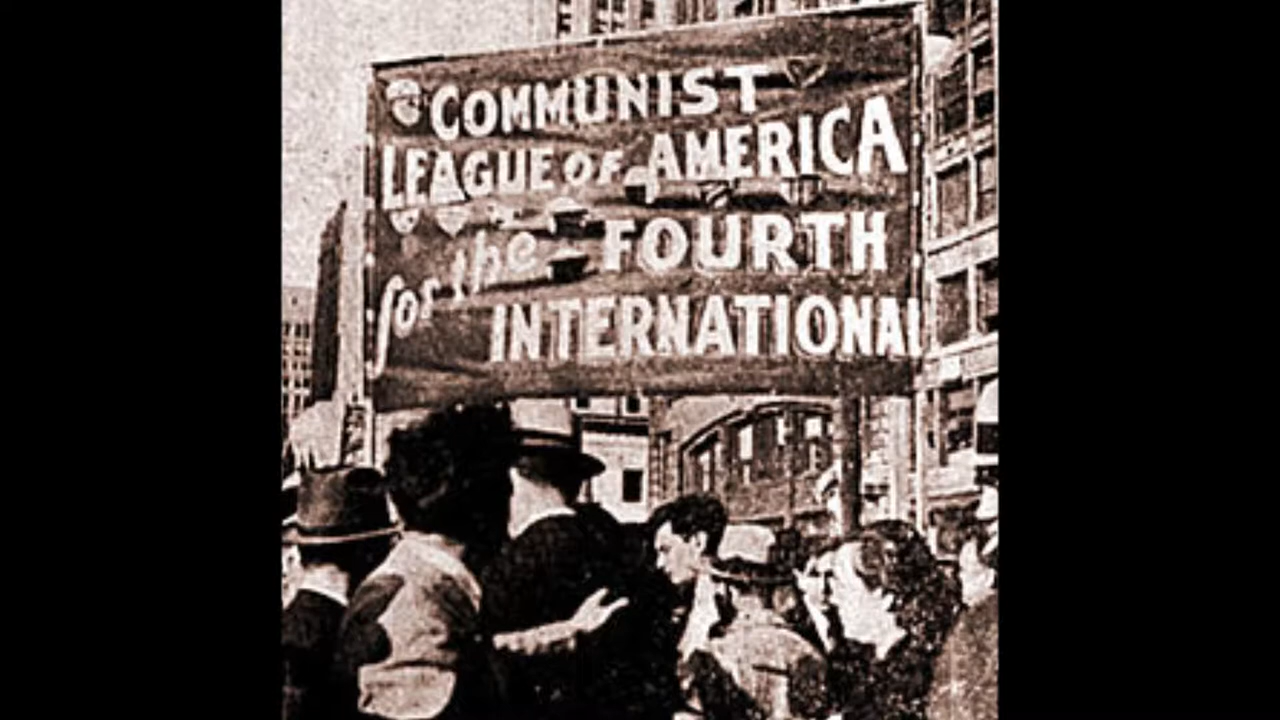 COMMUNIST
LEAGUE OF AMERICA
for the FOURTH
INTERNATIONAL